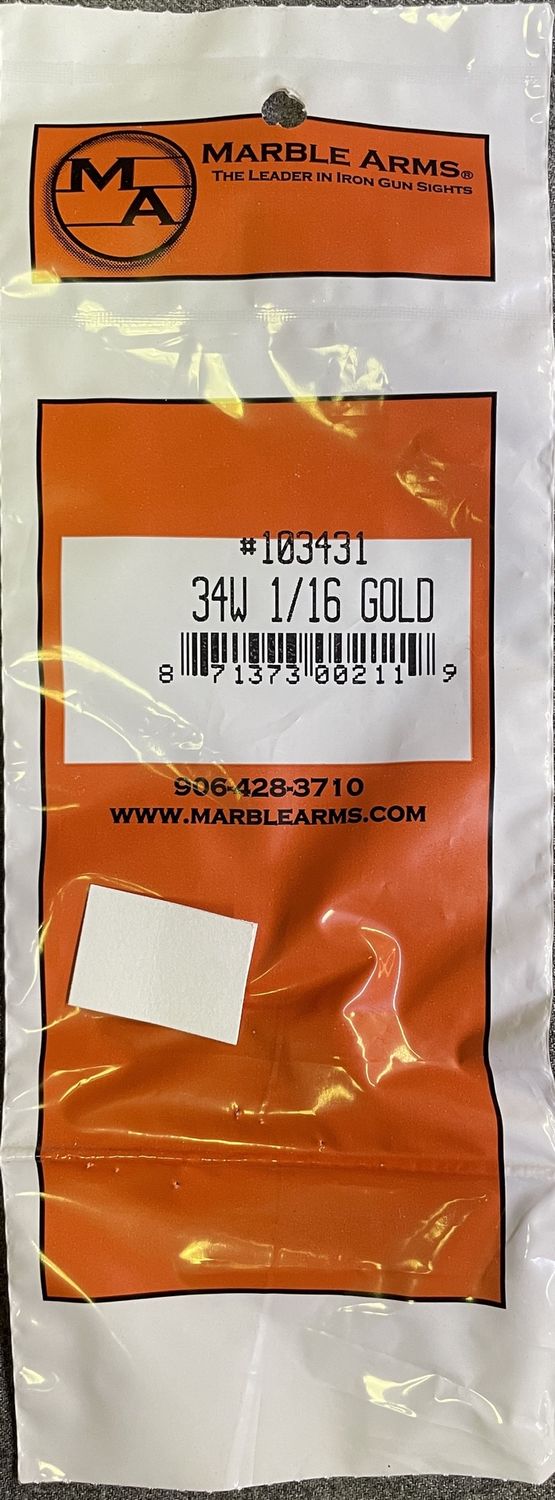 MA
MARBLE ARMS®
THE LEADER IN IRON GUN SIGHTS
#103431
34W 1/16 GOLD
8 71373 00211 9
906-428-3710
WWW.MARBLEARMS.COM